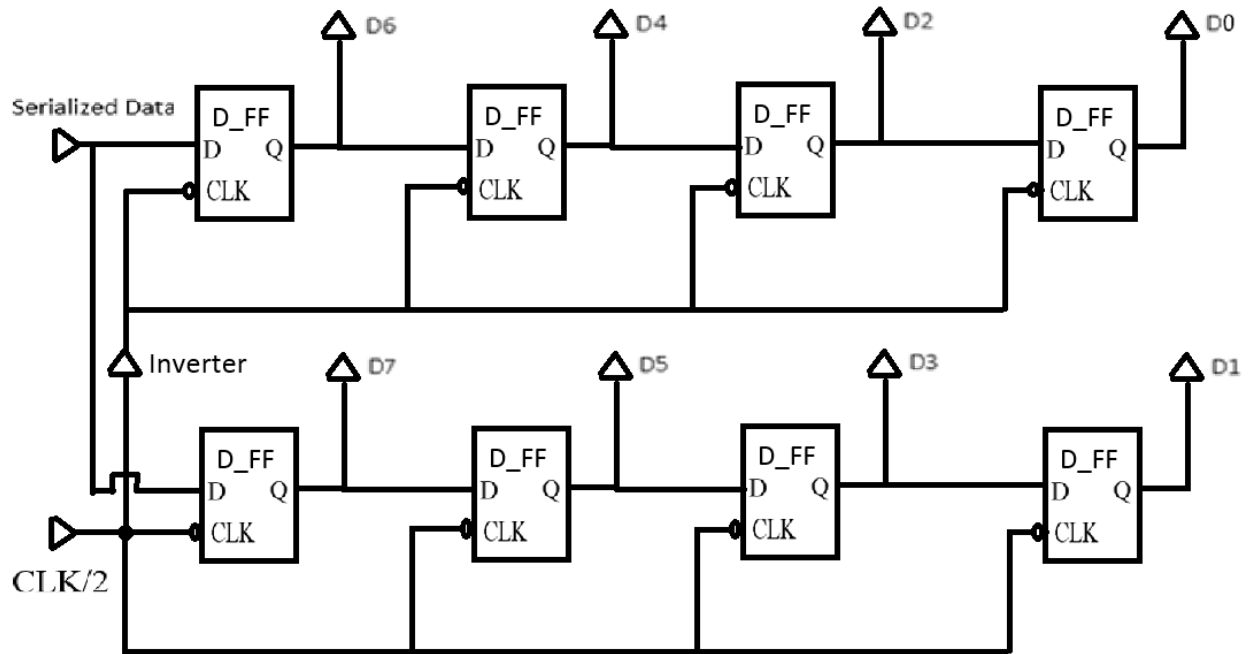 D6
D4
D2
D0
Serialized Data
D_FF
D_FF
D_FF
D_FF
D Q
D Q
D Q
D Q
CLK
CLK
CLK
CLK
Inverter
D7
D5
D3
D1
D_FF
D_FF
D_FF
D_FF
D Q
D Q
D Q
D Q
CLK
CLK
CLK
CLK
CLK/2